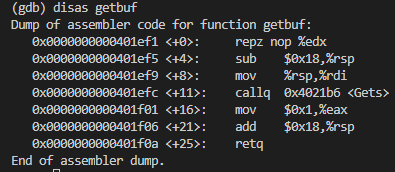 (gdb) disas getbuf
Dump of assembler code for function getbuf:
   0x0000000000401ef1 <+0>:     repz nop %edx
   0x0000000000401ef5 <+4>:     sub    $0x18,%rsp
   0x0000000000401ef9 <+8>:     mov    %rsp,%rdi
   0x0000000000401efc <+11>:    callq  0x4021b6 <Gets>
   0x0000000000401f01 <+16>:    mov    $0x1,%eax
   0x0000000000401f06 <+21>:    add    $0x18,%rsp
   0x0000000000401f0a <+25>:    retq
End of assembler dump.